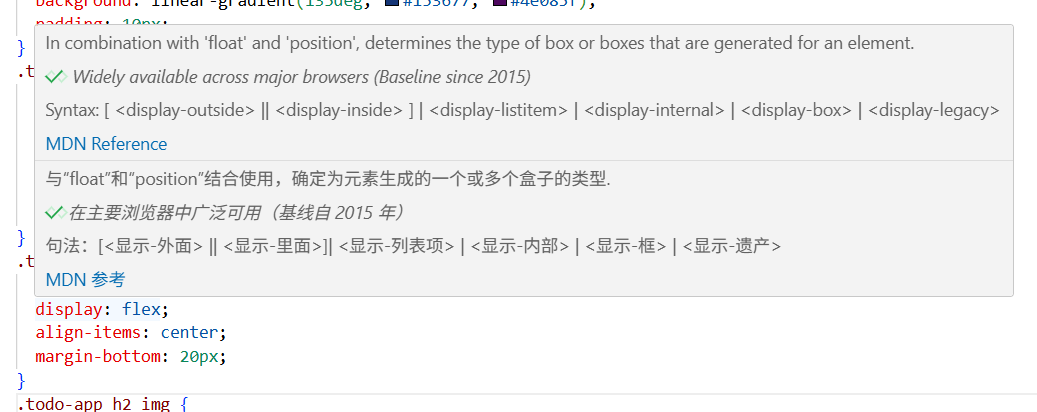 background: linear-gradient(135deg, #153677, #4e085f);
padding: 10px;
}
In combination with 'float' and 'position', determines the type of box or boxes that are generated for an element.
.t
Widely available across major browsers (Baseline since 2015)
Syntax: [ <display-outside> || <display-inside> ] | <display-listitem> | <display-internal> | <display-box> | <display-legacy>
MDN Reference
与“float”和“position”结合使用，确定为元素生成的一个或多个盒子的类型.
在主要浏览器中广泛可用（基线自 2015 年）
}
句法：[<显示-外面> || <显示-里面>]| <显示-列表项> | <显示-内部> | <显示-框> | <显示-遗产>
.t
MDN 参考
display: flex;
align-items: center;
margin-bottom: 20px;
}
.todo-app h2 img {